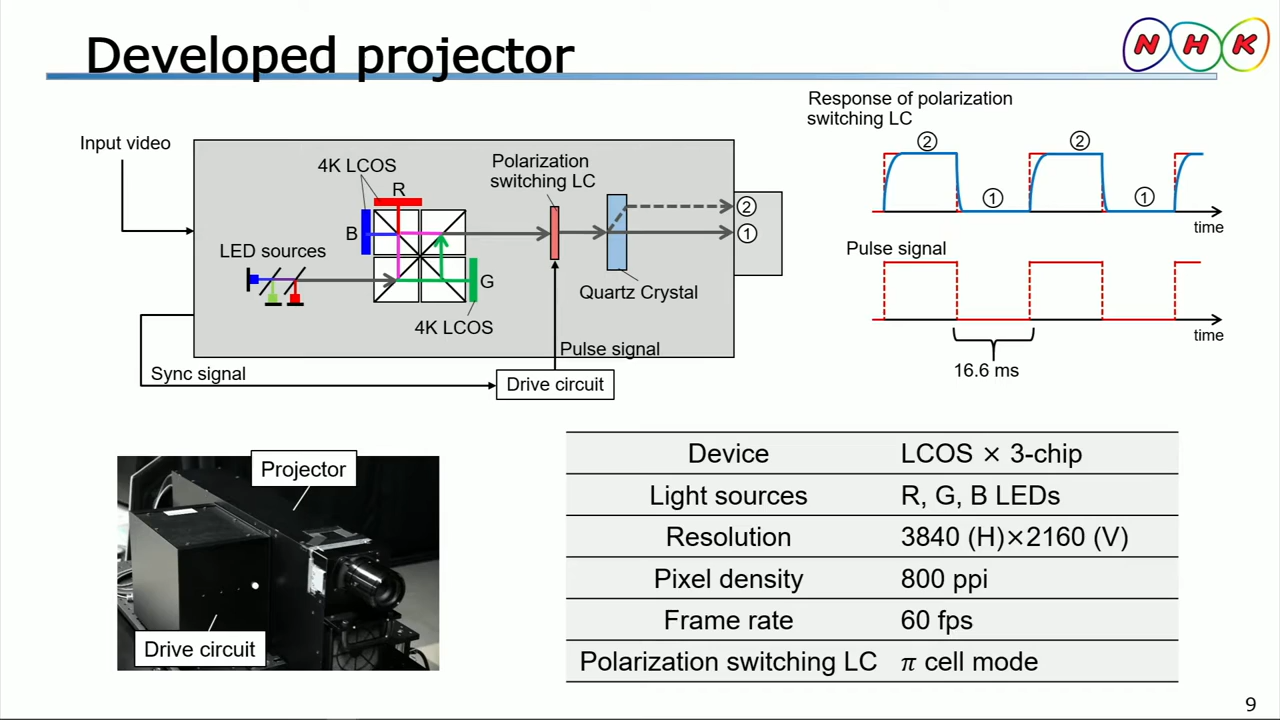 Developed projector
NHK
Input video
4K LCOS
R
B
LED sources
G
4K LCOS
Polarization
switching LC
②
①
Quartz Crystal
Pulse signal
Sync signal
Drive circuit
Response of polarization
switching LC
②
②
①
①
time
Pulse signal
time
16.6 ms
Projector
Drive circuit
Device LCOS × 3-chip
Light sources R, G, B LEDs
Resolution 3840 (H)×2160 (V)
Pixel density 800 ppi
Frame rate 60 fps
Polarization switching LC π cell mode
9